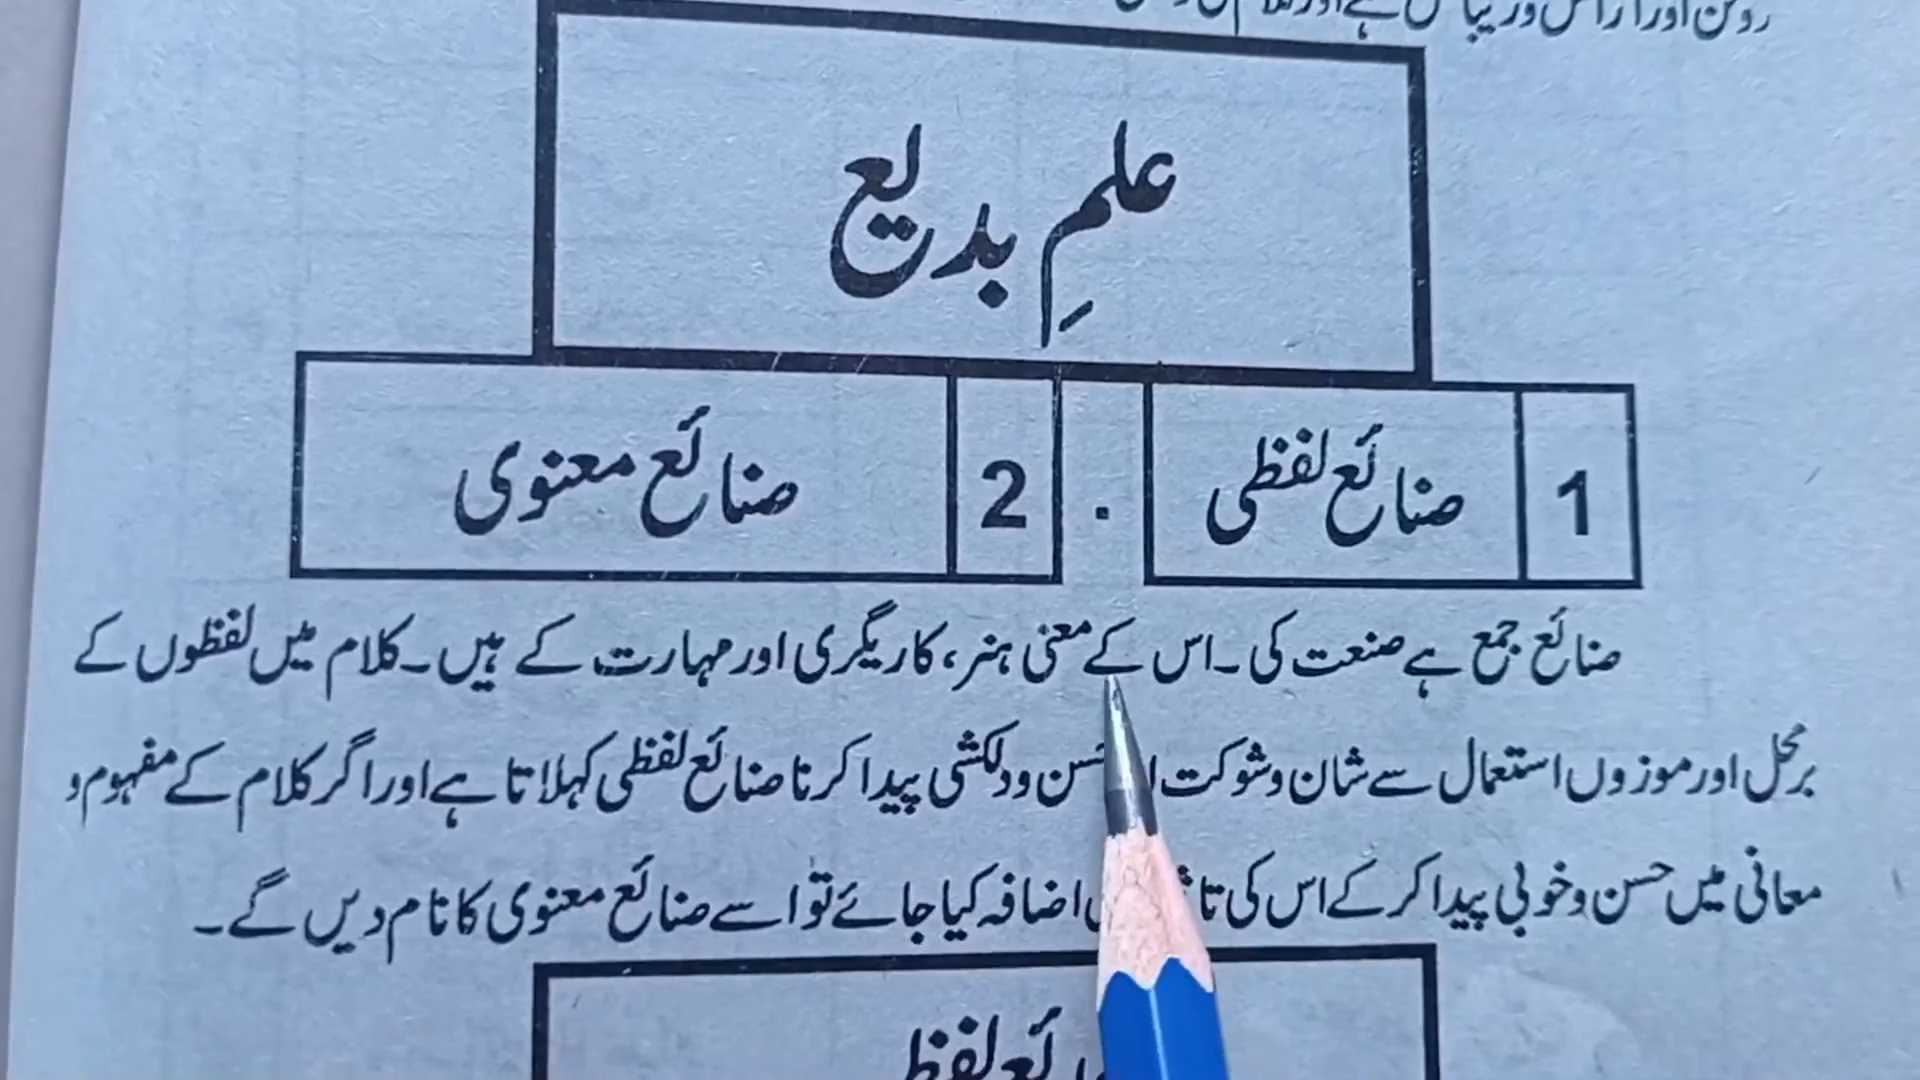 علمِ بدیع
1 صنائع لفظی . 2 صنائع معنوی
صنائع جمع ہے صنعت کی۔ اس کے معنی ہنر، کاریگری اور مہارت کے ہیں۔ کلام میں لفظوں کے
برمحل اور موزوں استعمال سے شان و شوکت حسن و دلکشی پیدا کرنا صنائع لفظی کہلاتا ہے اور اگر کلام کے مفہوم و
معانی میں حسن و خوبی پیدا کر کے اس کی اضافہ کیا جائے تو اسے صنائع معنوی کا نام دیں گے۔